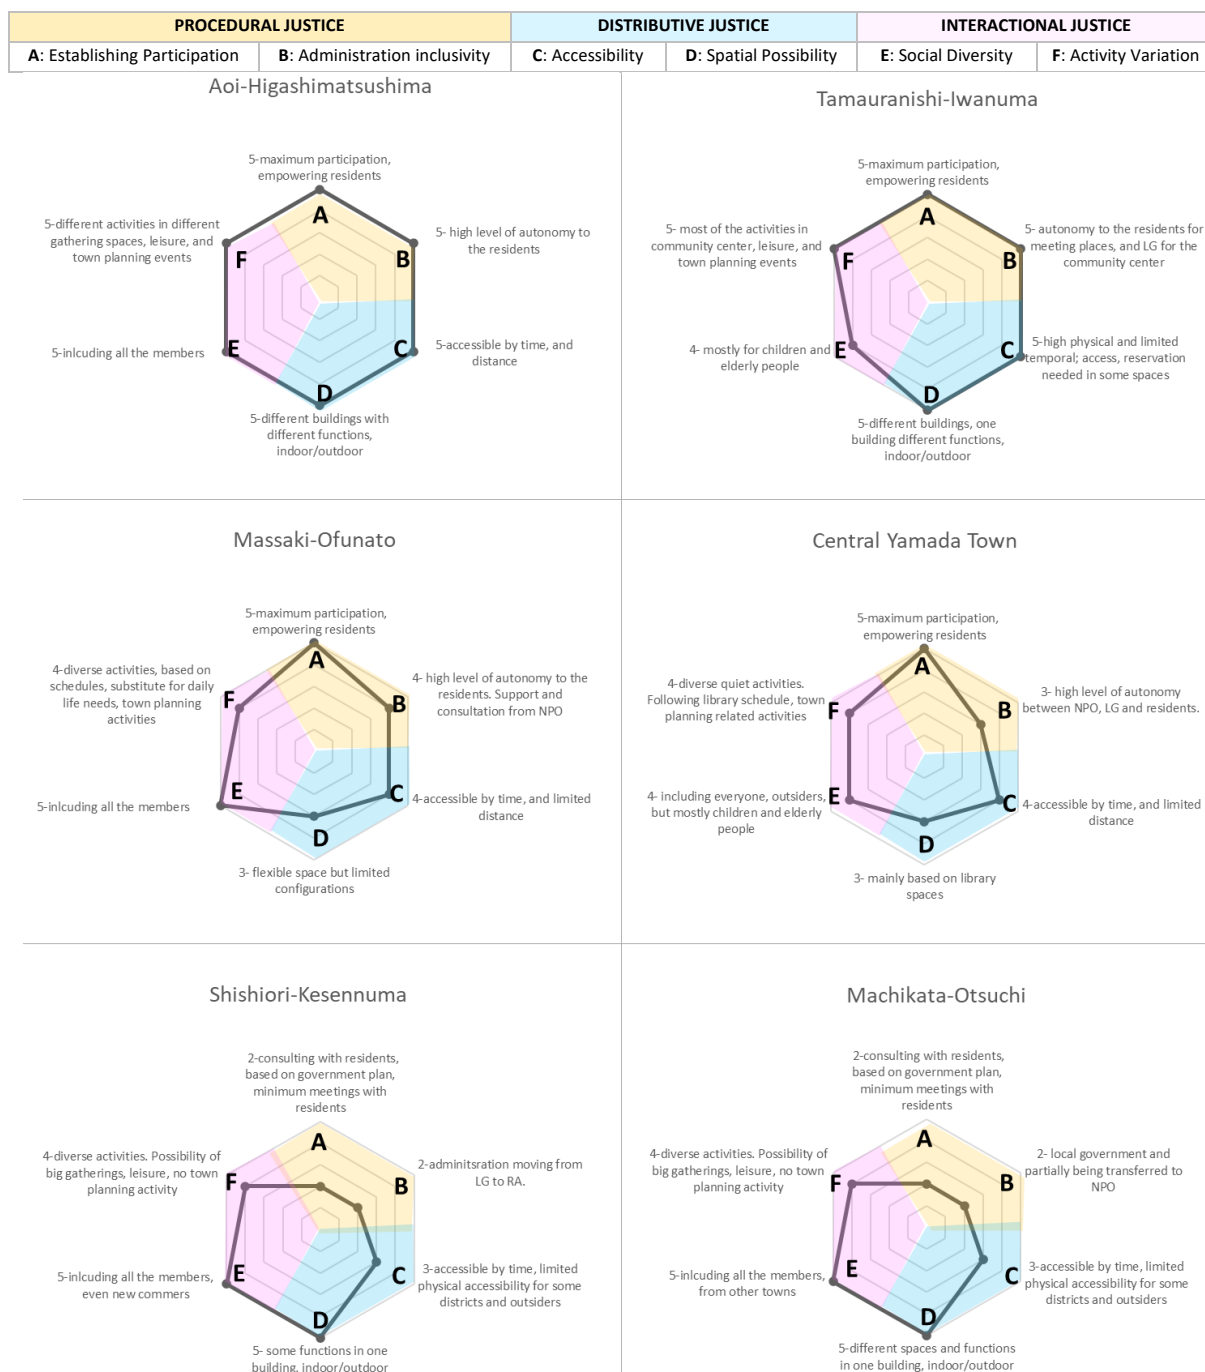 PROCEDURAL JUSTICE DISTRIBUTIVE JUSTICE INTERACTIONAL JUSTICE
A: Establishing Participation B: Administration inclusivity C: Accessibility D: Spatial Possibility E: Social Diversity F: Activity Variation
Aoi-Higashimatsushima
5-maximum participation,
empowering residents
A
5- high level of autonomy to
the residents
B
5-accessible by time, and
distance
C
D
5-different buildings with
different functions,
indoor/outdoor
5-inlcuding all the members
E
5-different activities in different
gathering spaces, leisure, and
town planning events
F
Tamauranishi-Iwanuma
5-maximum participation,
empowering residents
A
5- autonomy to the residents for
meeting places, and LG for the
community center
B
5-high physical and limited
temporal; access, reservation
needed in some spaces
C
D
5-different buildings, one
building different functions,
indoor/outdoor
4- mostly for children and
elderly people
E
5- most of the activities in
community center, leisure, and
town planning events
F
Massaki-Ofunato
5-maximum participation,
empowering residents
A
4- high level of autonomy to the
residents. Support and
consultation from NPO
B
4-accessible by time, and limited
distance
C
D
3- flexible space but limited
configurations
5-inlcuding all the members
E
4-diverse activities, based on
schedules, substitute for daily
life needs, town planning
activities
F
Central Yamada Town
5-maximum participation,
empowering residents
A
3- high level of autonomy
between NPO, LG and residents.
B
4-accessible by time, and limited
distance
C
D
3- mainly based on library
spaces
4- including everyone, outsiders,
but mostly children and elderly
people
E
4-diverse quiet activities.
Following library schedule, town
planning related activities
F
Shishiori-Kesennuma
2-consulting with residents,
based on government plan,
minimum meetings with
residents
A
2-adminitsration moving from
LG to RA.
B
3-accessible by time, limited
physical accessibility for some
districts and outsiders
C
D
5- some functions in one
building, indoor/outdoor
5-inlcuding all the members,
even new commers
E
4-diverse activities. Possibility of
big gatherings, leisure, no town
planning activity
F
Machikata-Otsuchi
2-consulting with residents,
based on government plan,
minimum meetings with
residents
A
2- local government and
partially being transferred to
NPO
B
3-accessible by time, limited
physical accessibility for some
districts and outsiders
C
D
5-different spaces and functions
in one building, indoor/outdoor
5-inlcuding all the members,
from other towns
E
4-diverse activities. Possibility of
big gatherings, leisure, no town
planning activity
F